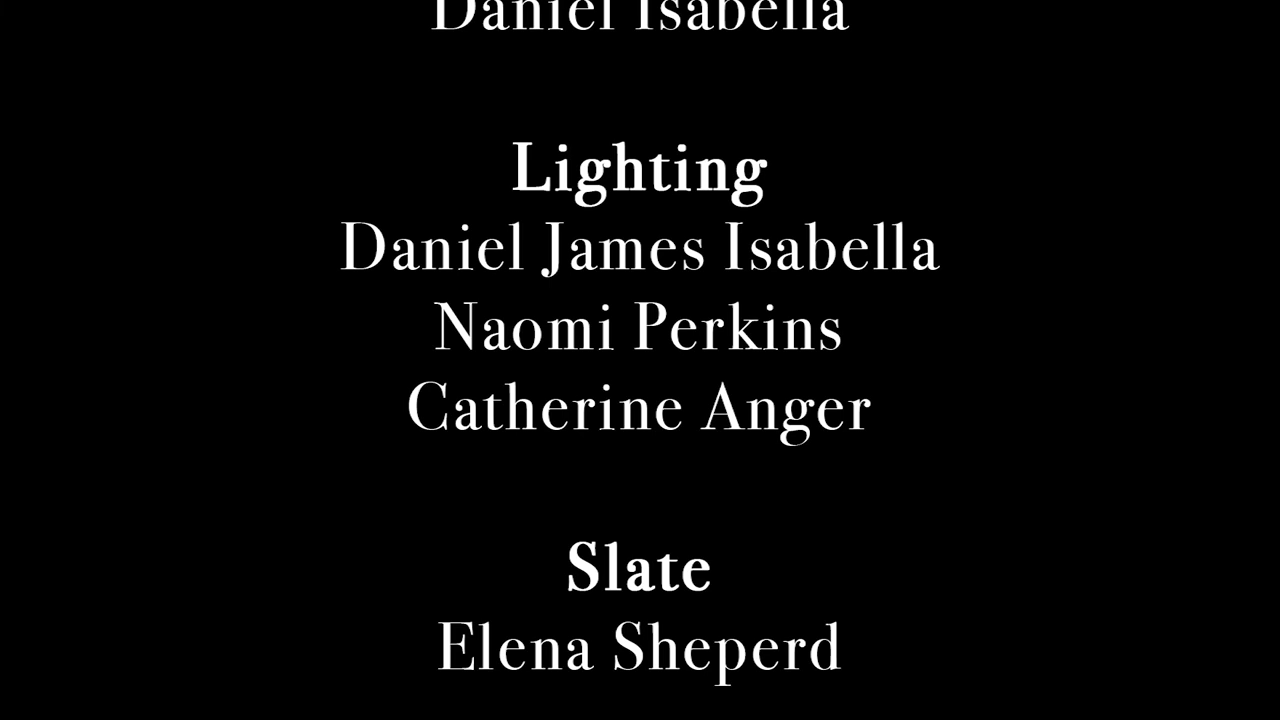 Daniel Isabella
Lighting
Daniel James Isabella
Naomi Perkins
Catherine Anger
Slate
Elena Sheperd